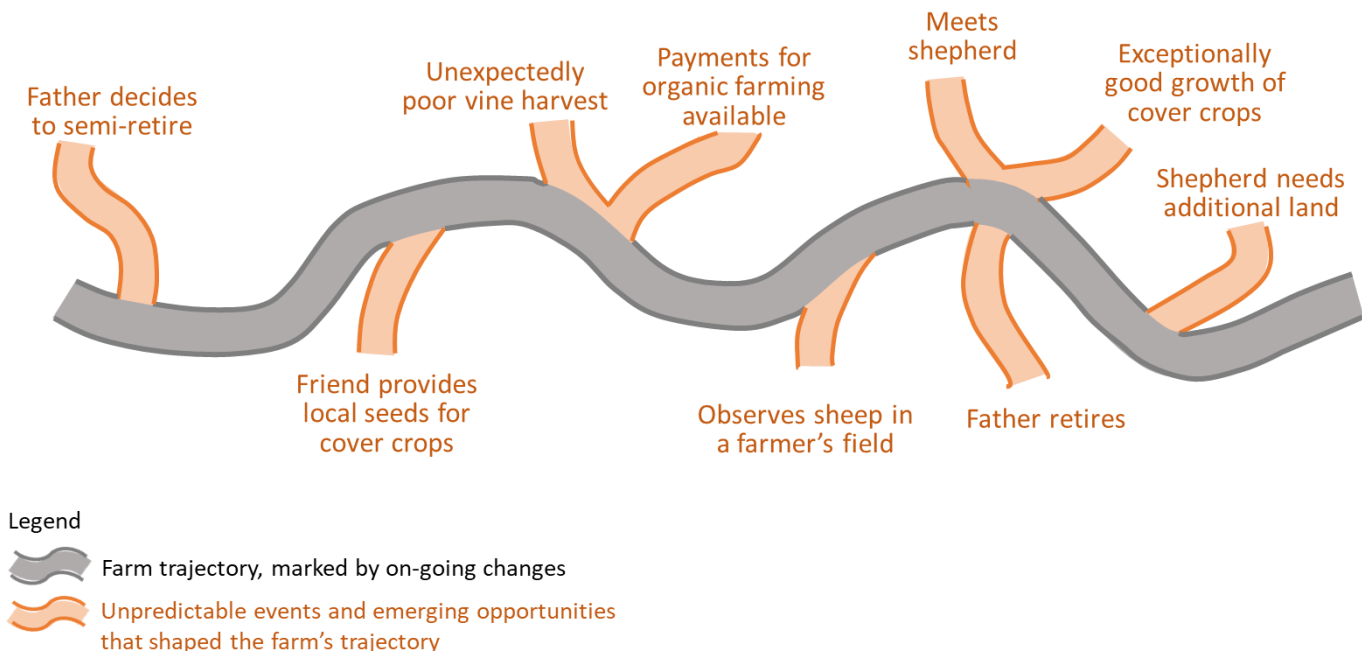 Father decides
to semi-retire
Unexpectedly
poor vine harvest
Payments for
organic farming
available
Meets
shepherd
Exceptionally
good growth of
cover crops
Shepherd needs
additional land
Friend provides
local seeds for
cover crops
Observes sheep in
a farmer's field
Father retires
Legend
Farm trajectory, marked by on-going changes
Unpredictable events and emerging opportunities
that shaped the farm's trajectory